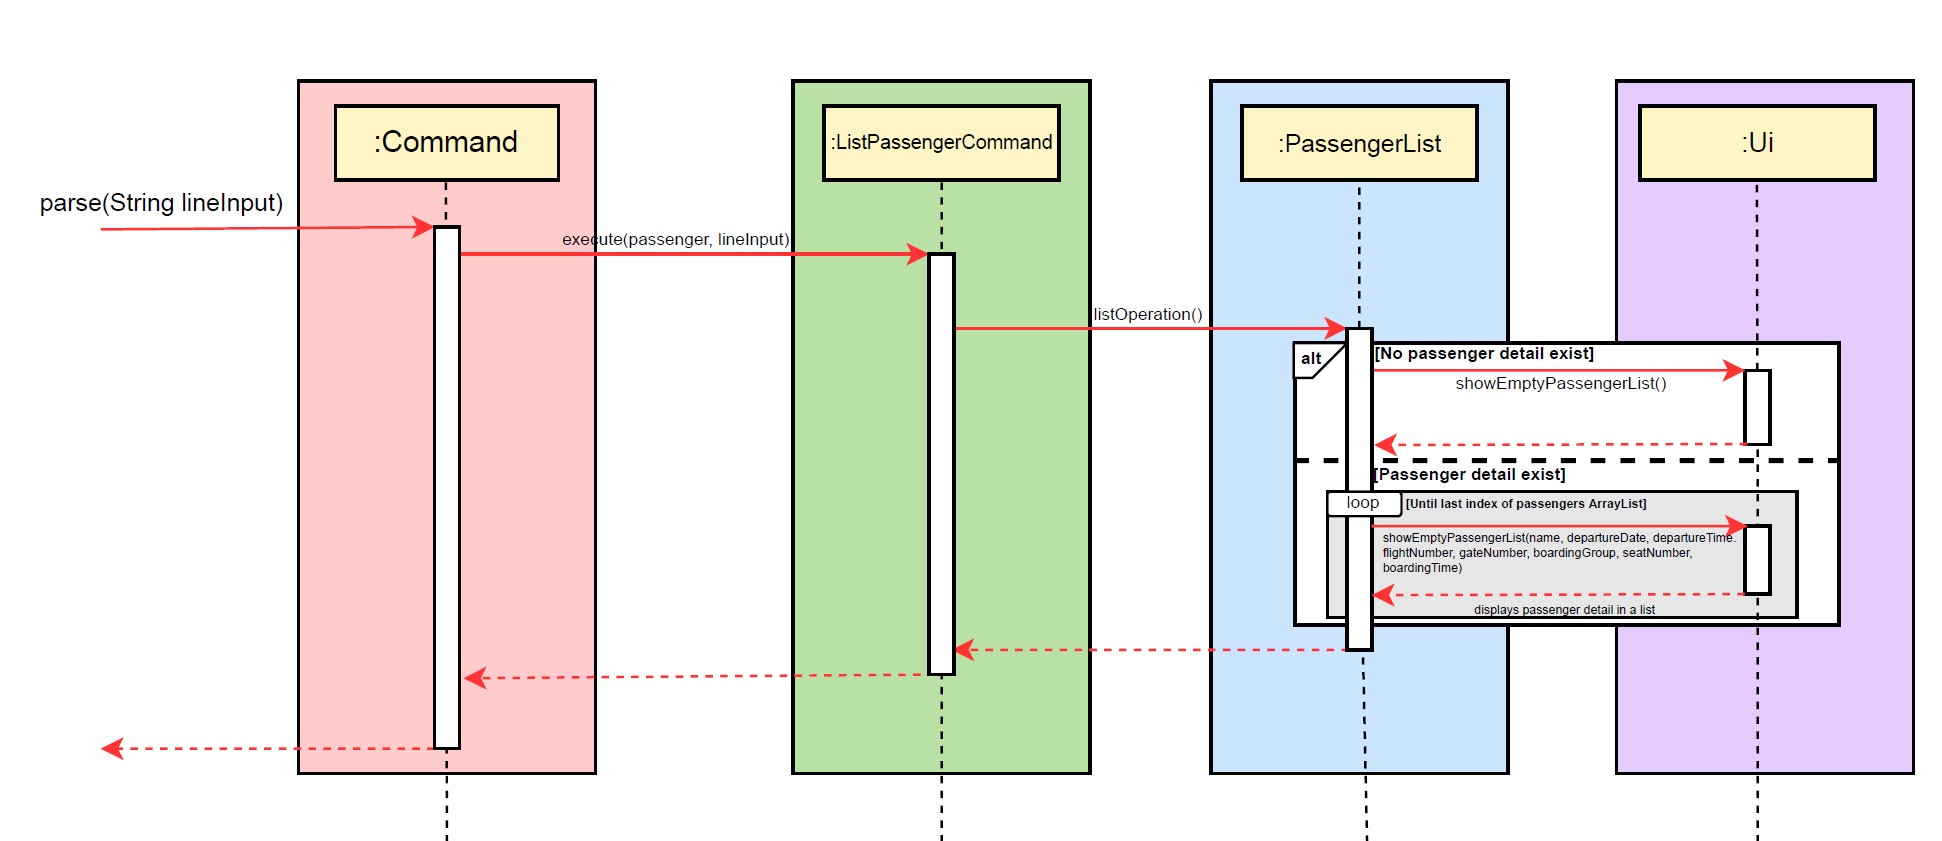 :Command
:ListPassengerCommand
:PassengerList
:Ui
parse(String lineInput)
execute(passenger, lineInput)
listOperation()
alt
[No passenger detail exist]
showEmptyPassengerList()
[Passenger detail exist]
loop
[Until last index of passengers ArrayList]
showEmptyPassengerList(name, departureDate, departureTime.
flightNumber, gateNumber, boardingGroup, seatNumber,
boardingTime)
displays passenger detail in a list